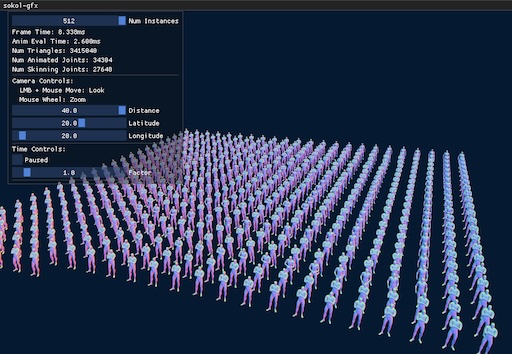 sokol-gfx
512 Num Instances
Frame Time: 8.330ms
Anim Eval Time: 2.600ms
Num Triangles: 3415040
Num Animated Joints: 34304
Num Skinning Joints: 27648
Camera Controls:
LMB + Mouse Move: Look
Mouse Wheel: Zoom
40.0 Distance
20.0 Latitude
20.0 Longitude
Time Controls:
Paused
1.0 Factor